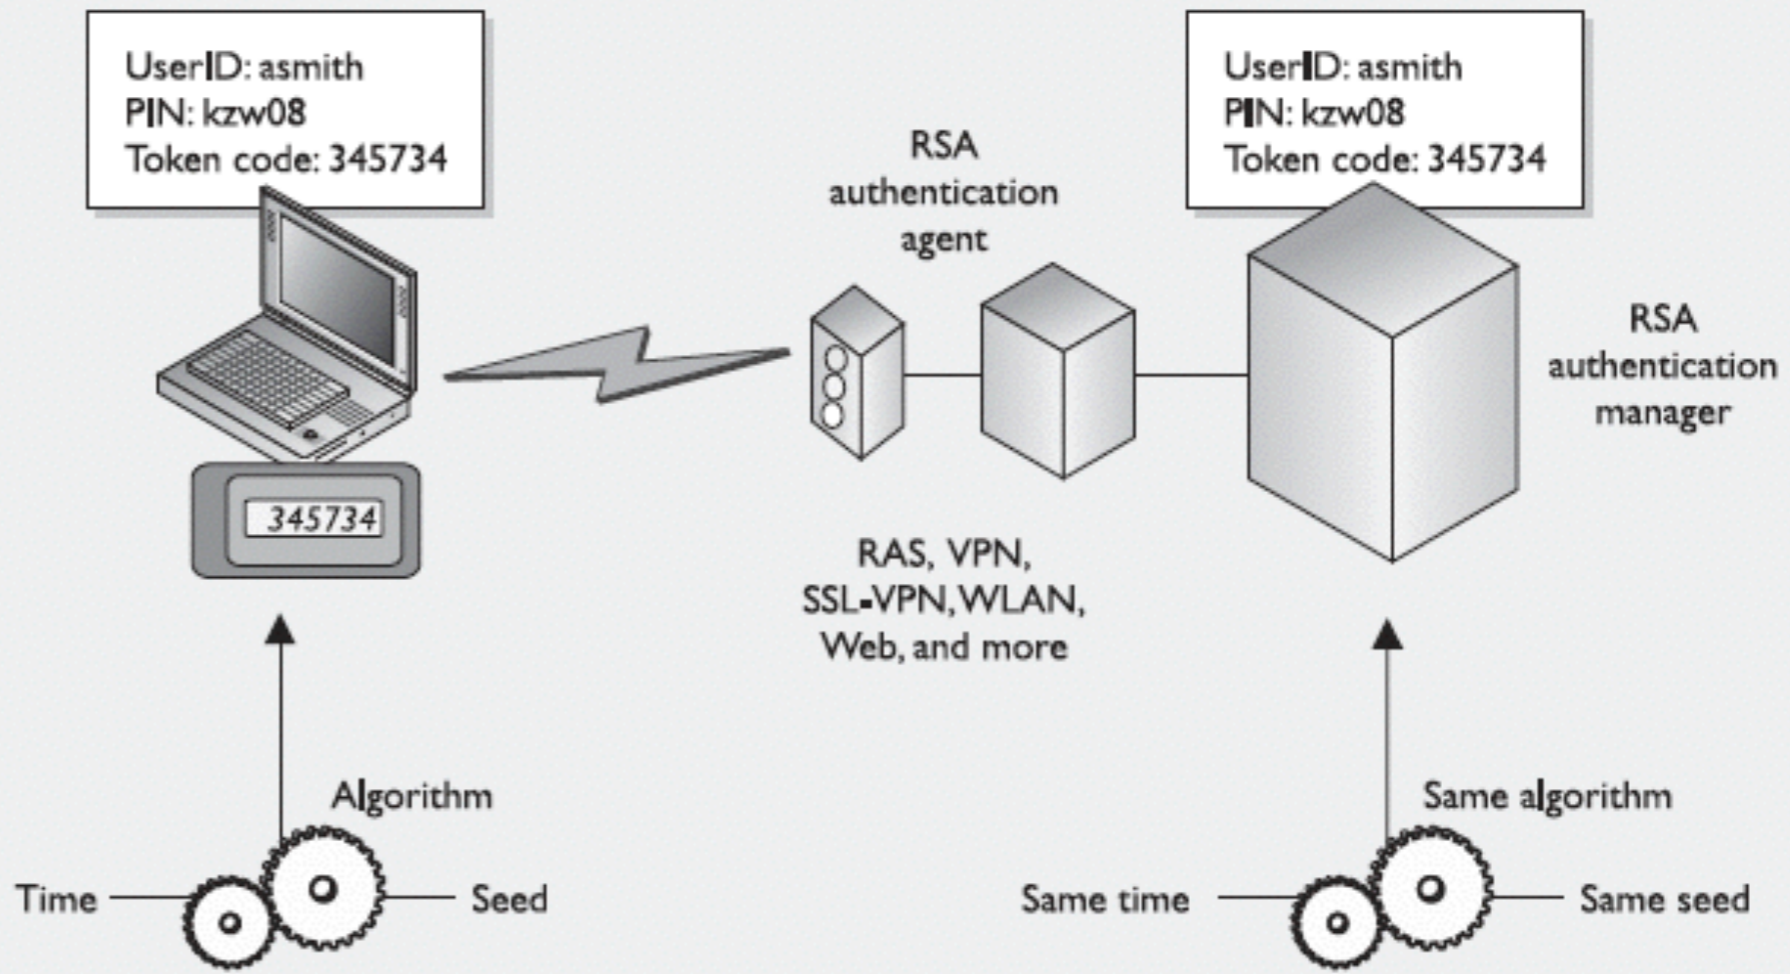 UserID: asmith
PIN: kzw08
Token code: 345734
UserID: asmith
PIN: kzw08
Token code: 345734
RSA
authentication
agent
RSA
authentication
manager
345734
RAS, VPN,
SSL-VPN, WLAN,
Web, and more
Algorithm
Time
Seed
Same algorithm
Same time
Same seed